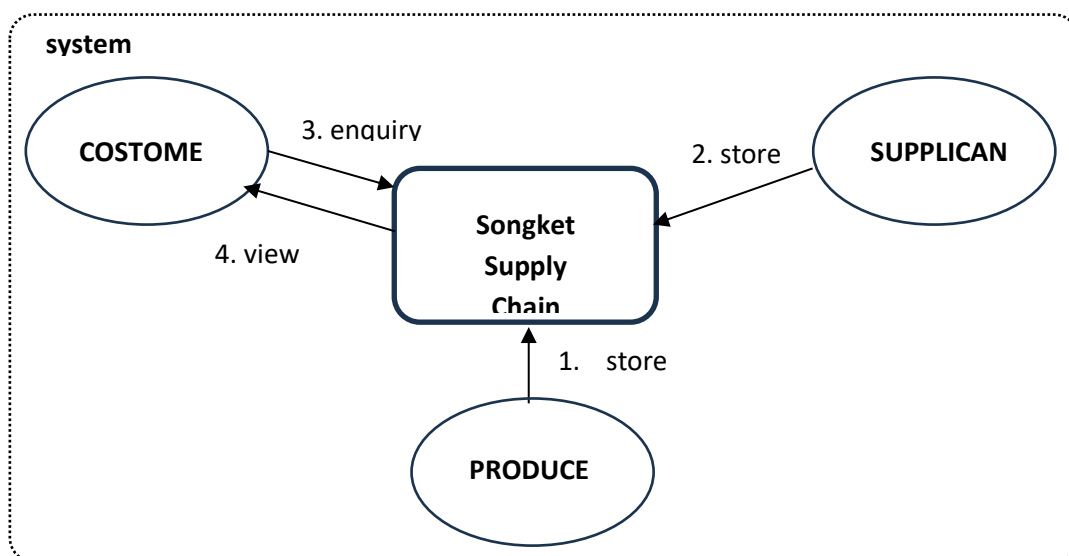 system
COSTOME
3. enquiry
SUPPLICAN
2. store
Songket
Supply
Chain
4. view
1. store
PRODUCE